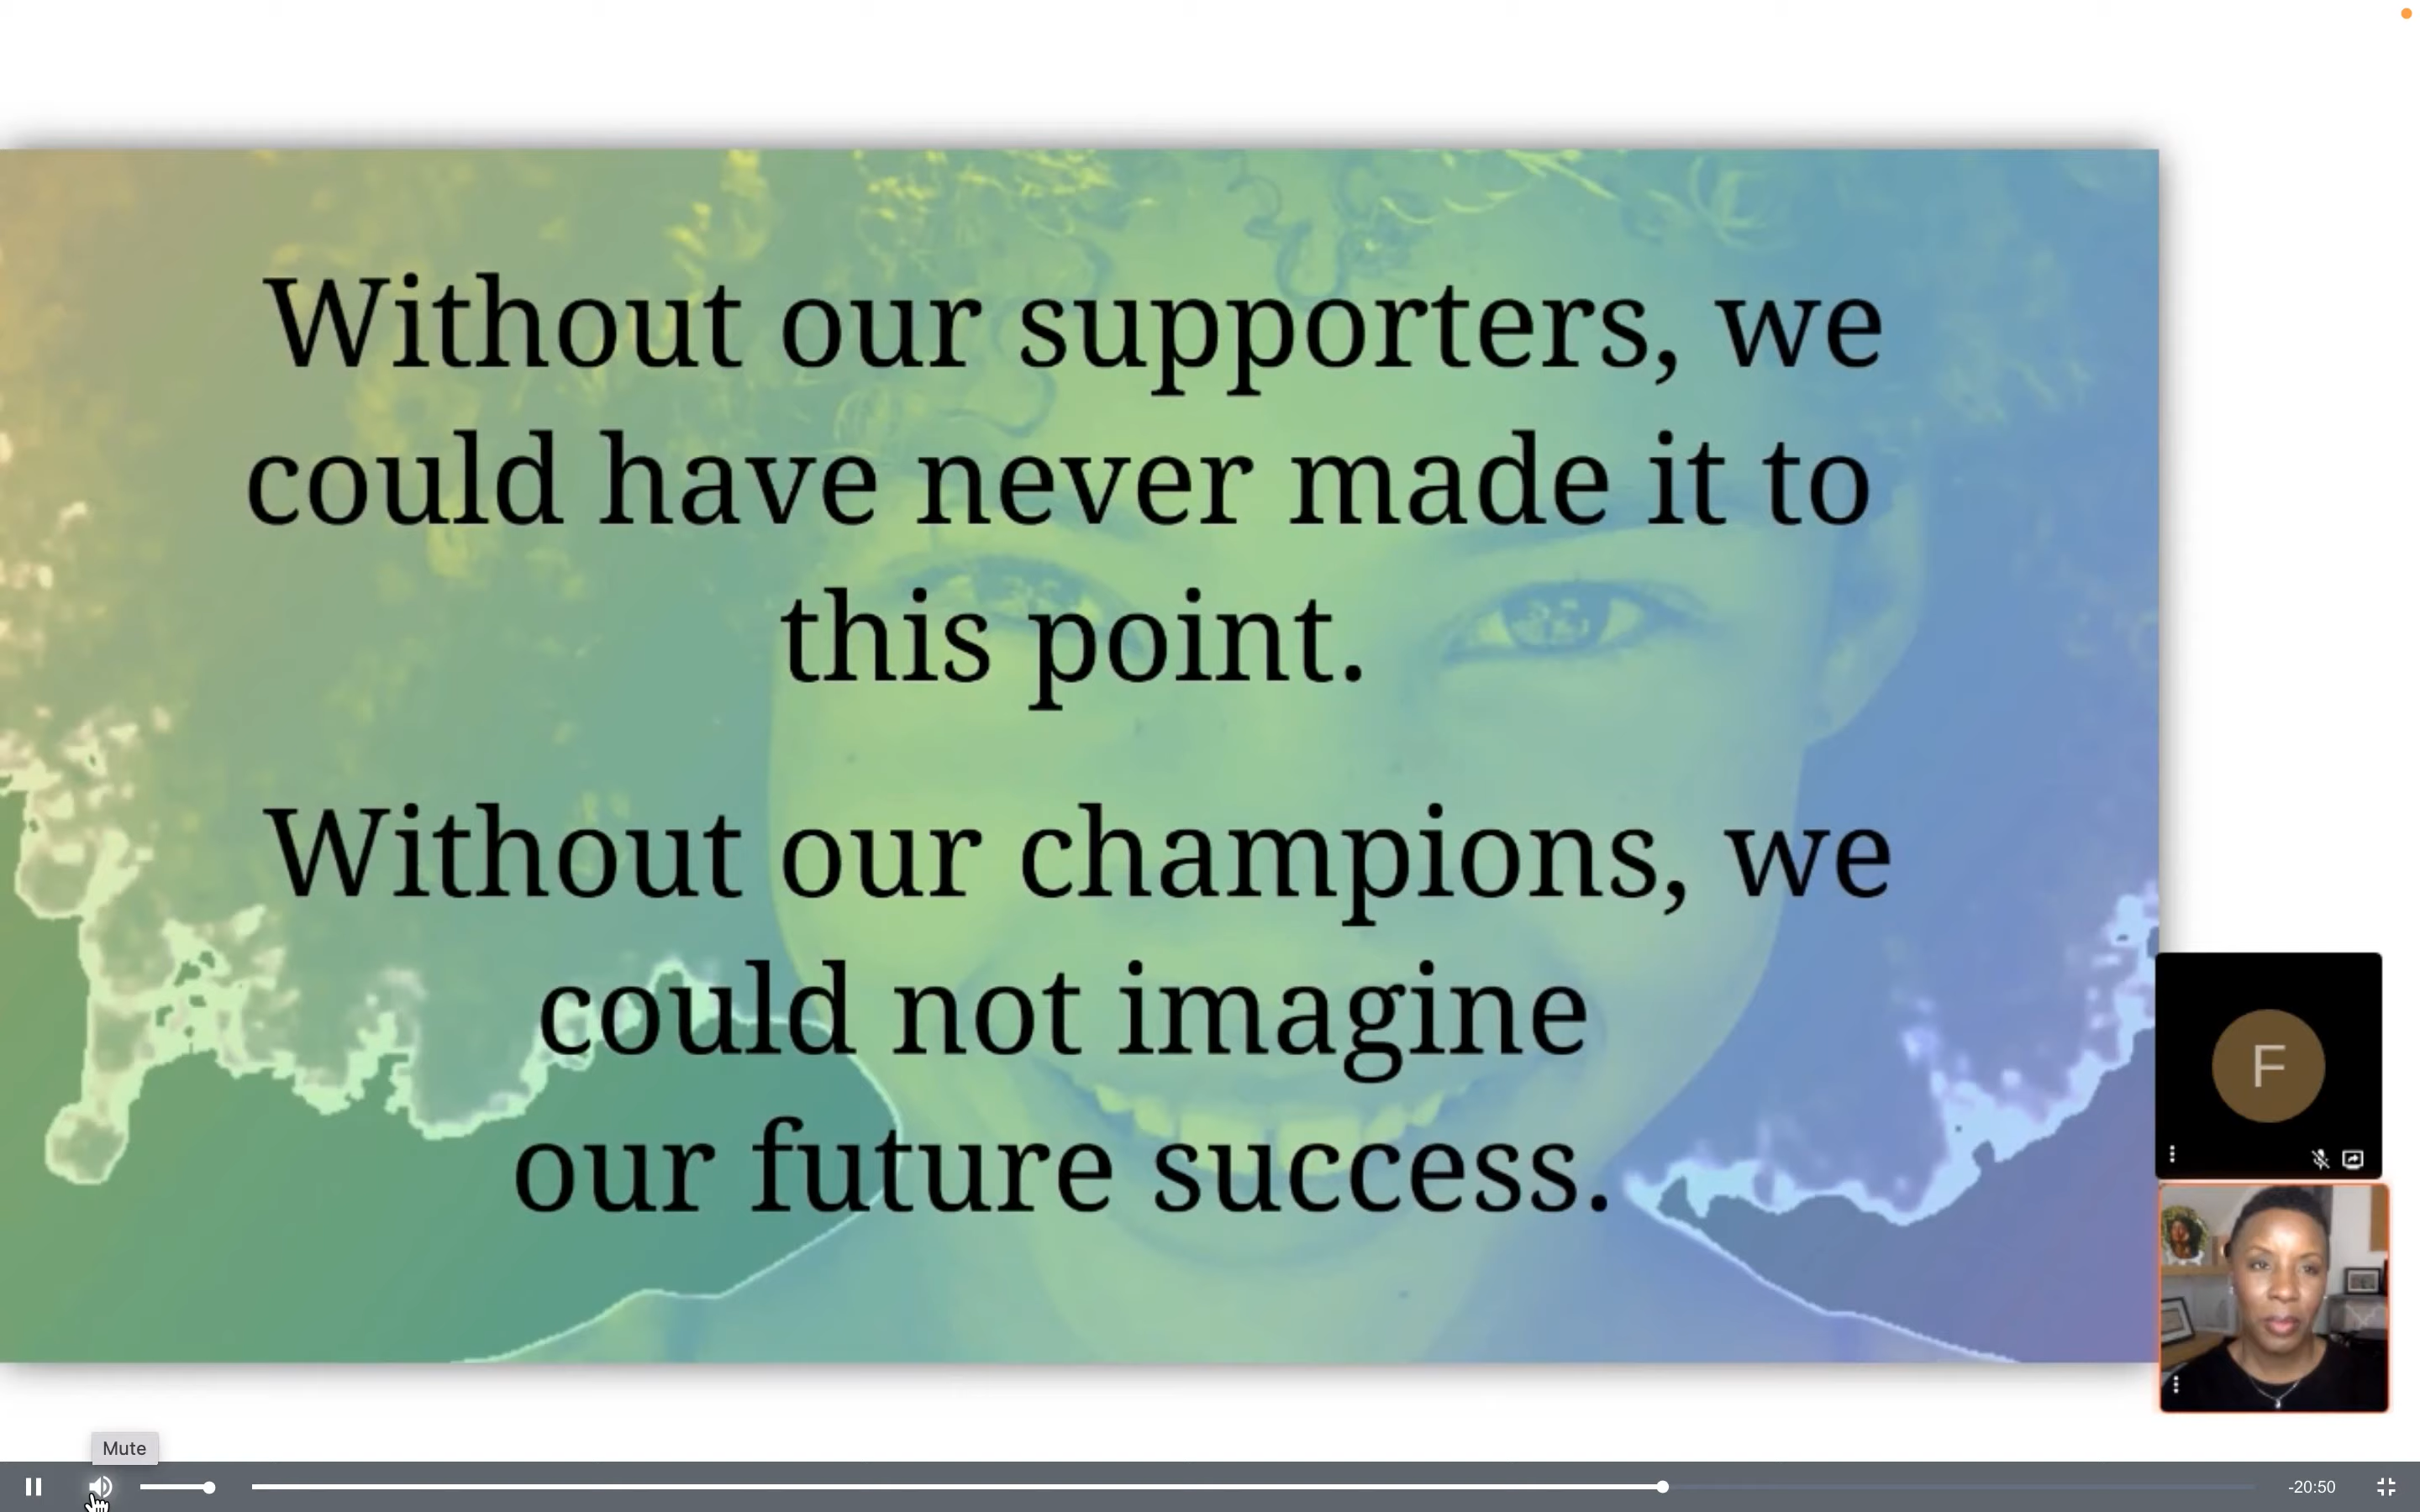 Without our supporters, we
could have never made it to
this point.
Without our champions, we
could not imagine
our future success.
F
Mute
-20:50